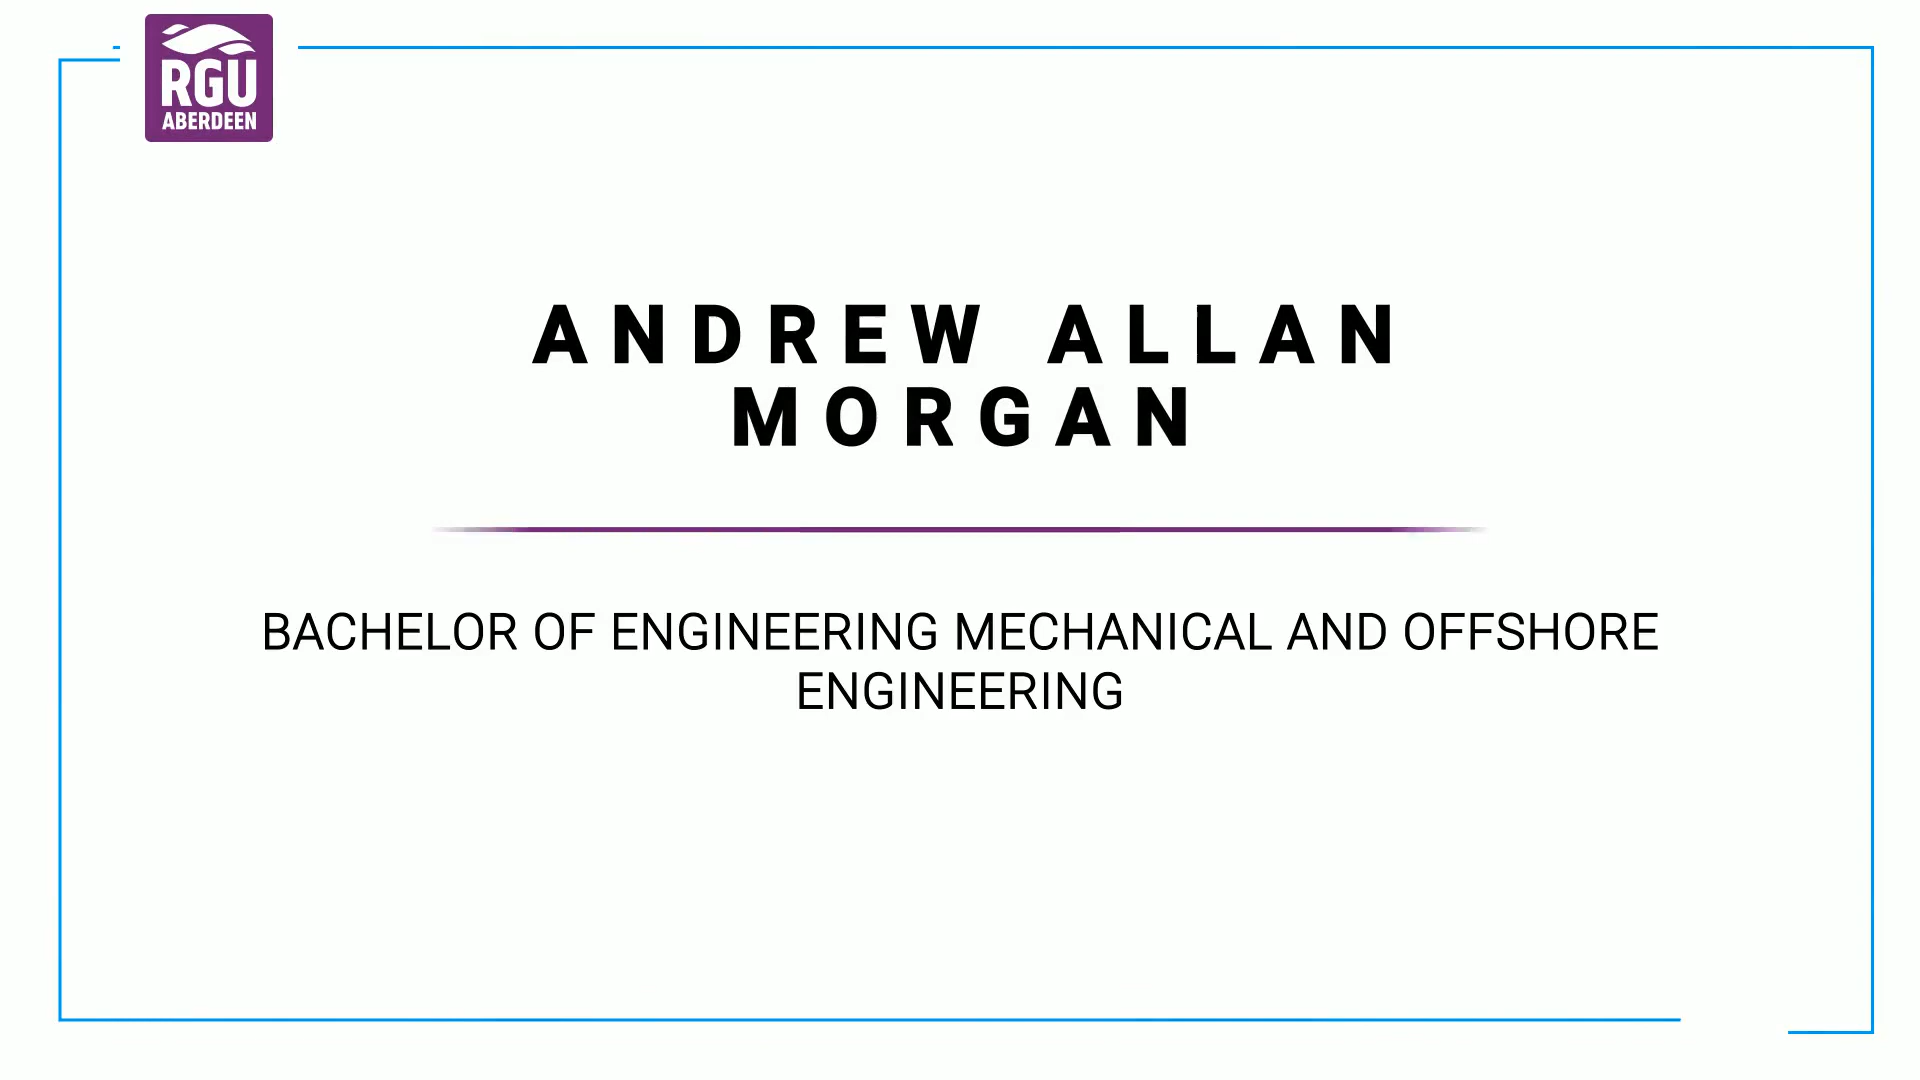 RGU
ABERDEEN
ANDREW ALLAN
MORGAN
BACHELOR OF ENGINEERING MECHANICAL AND OFFSHORE
ENGINEERING